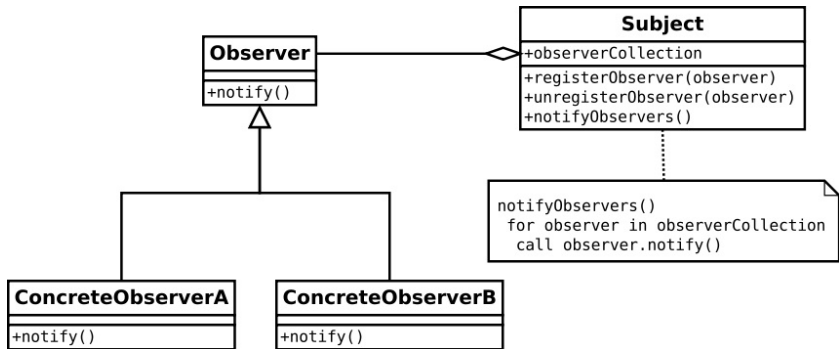 Observer
+notify()
Subject
+observerCollection
+registerObserver(observer)
+unregisterObserver(observer)
+notifyObservers()
notifyObservers()
for observer in observerCollection
call observer.notify()
ConcreteObserverA
+notify()
ConcreteObserverB
+notify()